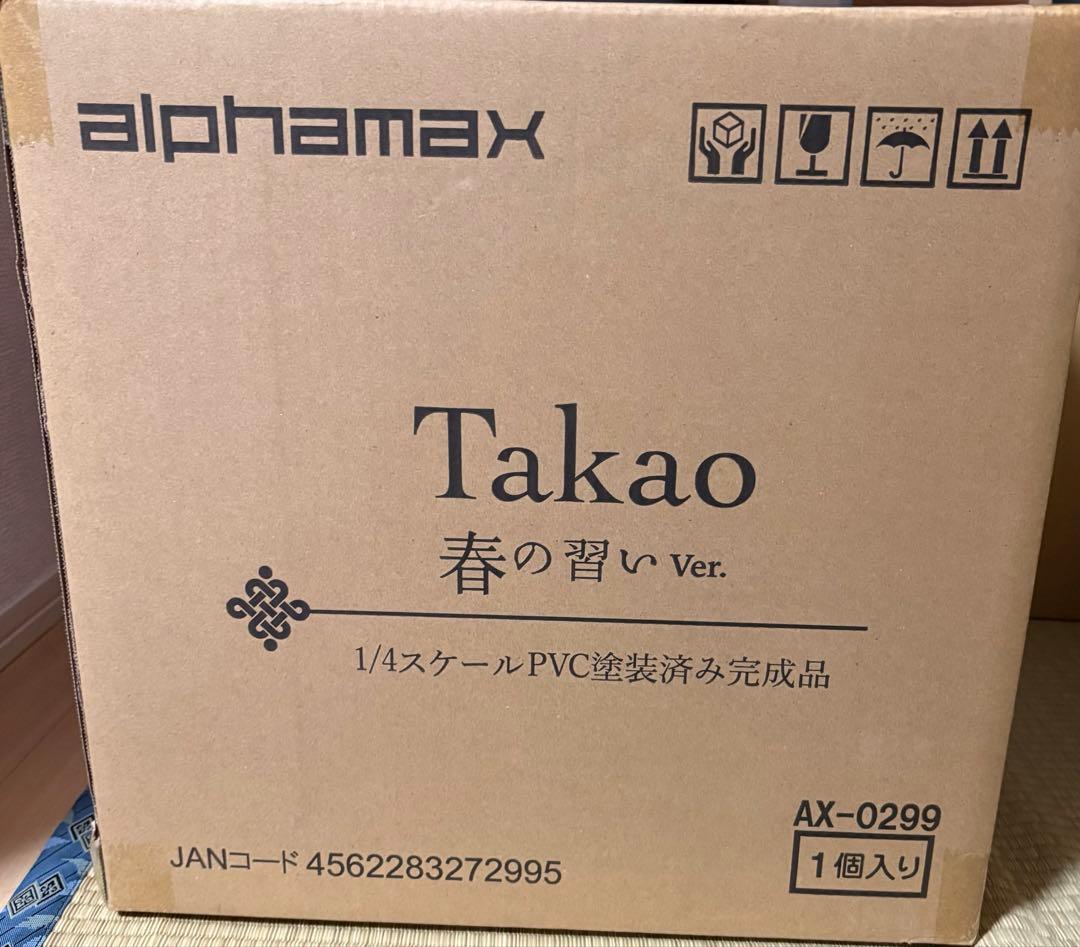 alphamax
Takao
春の習い Ver.
1/4スケールPVC塗装済み完成品
AX-0299
1個入り
JANコード 4562283272995